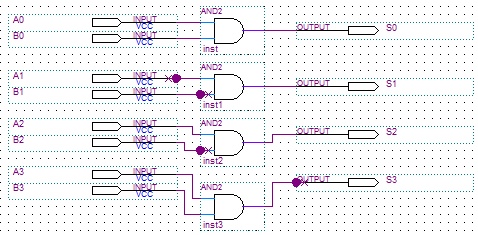 AND2
A0 INPUT VCC OUTPUT S0
B0 INPUT VCC
inst
AND2
A1 INPUT VCC OUTPUT S1
B1 INPUT VCC
inst1
AND2
A2 INPUT VCC OUTPUT S2
B2 INPUT VCC
inst2
A3 INPUT VCC OUTPUT S3
B3 INPUT VCC
AND2
inst3